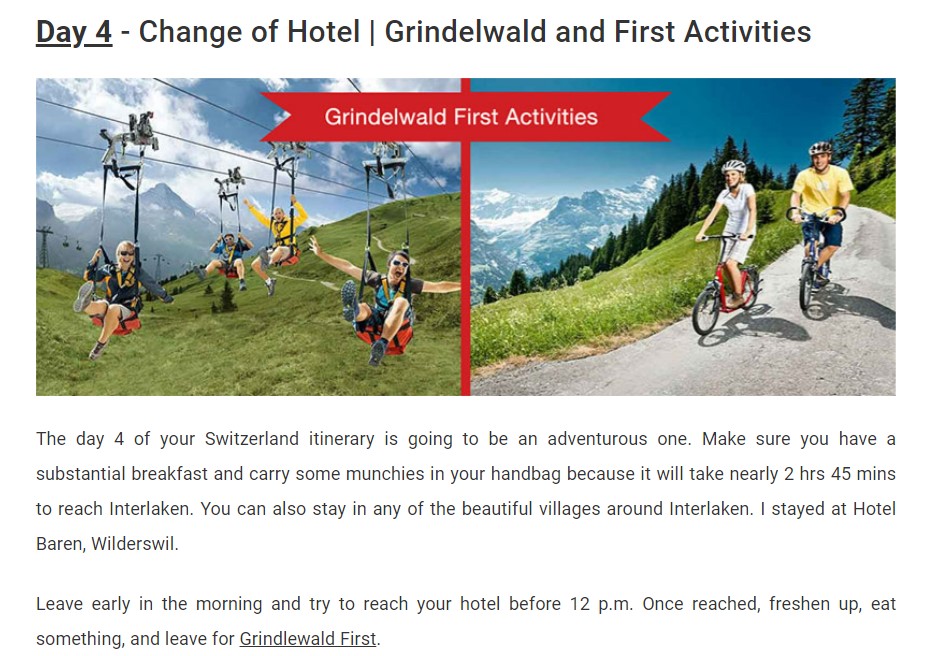 Day 4 - Change of Hotel | Grindelwald and First Activities
Grindelwald First Activities
The day 4 of your Switzerland itinerary is going to be an adventurous one. Make sure you have a
substantial breakfast and carry some munchies in your handbag because it will take nearly 2 hrs 45 mins
to reach Interlaken. You can also stay in any of the beautiful villages around Interlaken. I stayed at Hotel
Baren, Wilderswil.
Leave early in the morning and try to reach your hotel before 12 p.m. Once reached, freshen up, eat
something, and leave for Grindlewald First.